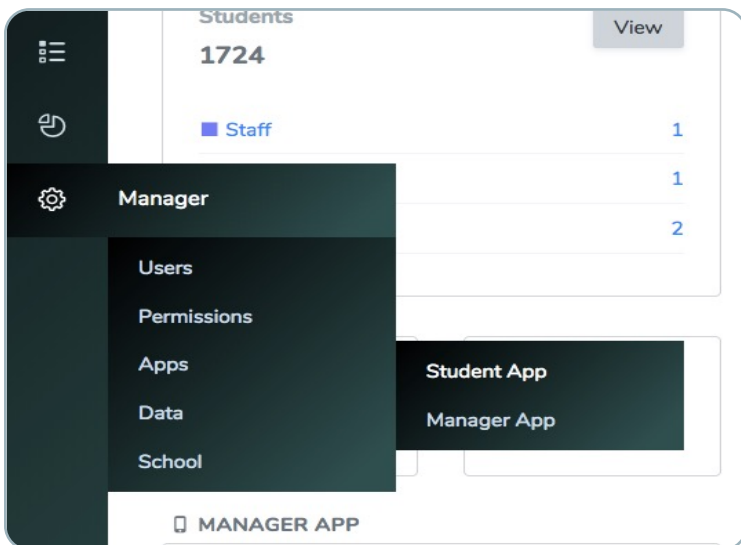 Students
View
1724
Staff 1
1
Manager
2
Users
Permissions
Apps
Student App
Data
Manager App
School
MANAGER APP